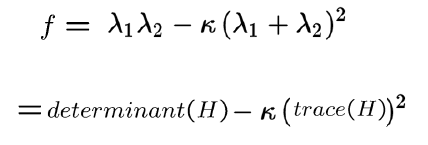 f = λ₁λ₂ − κ(λ₁ + λ₂)²
= determinant(H) − κ(trace(H))²